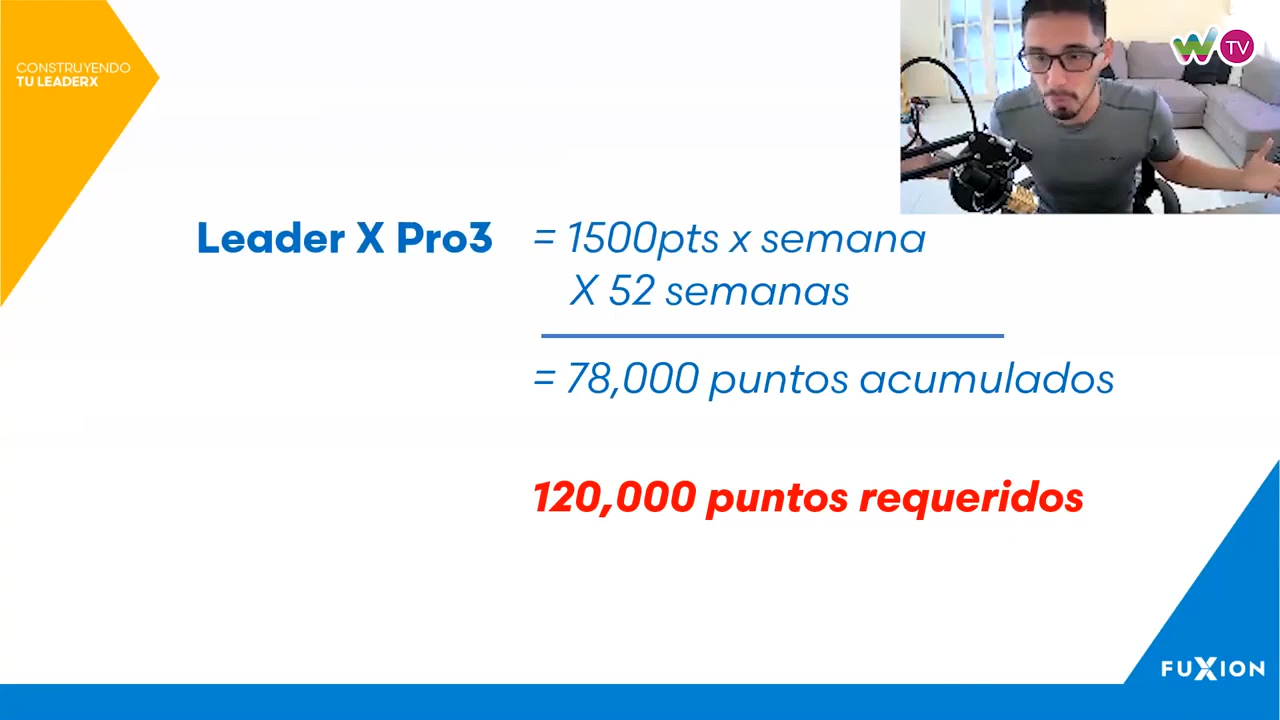 CONSTRUYENDO
TU LEADERX
W TV
Leader X Pro3 = 1500pts x semana
X 52 semanas
= 78,000 puntos acumulados
120,000 puntos requeridos
FUXION